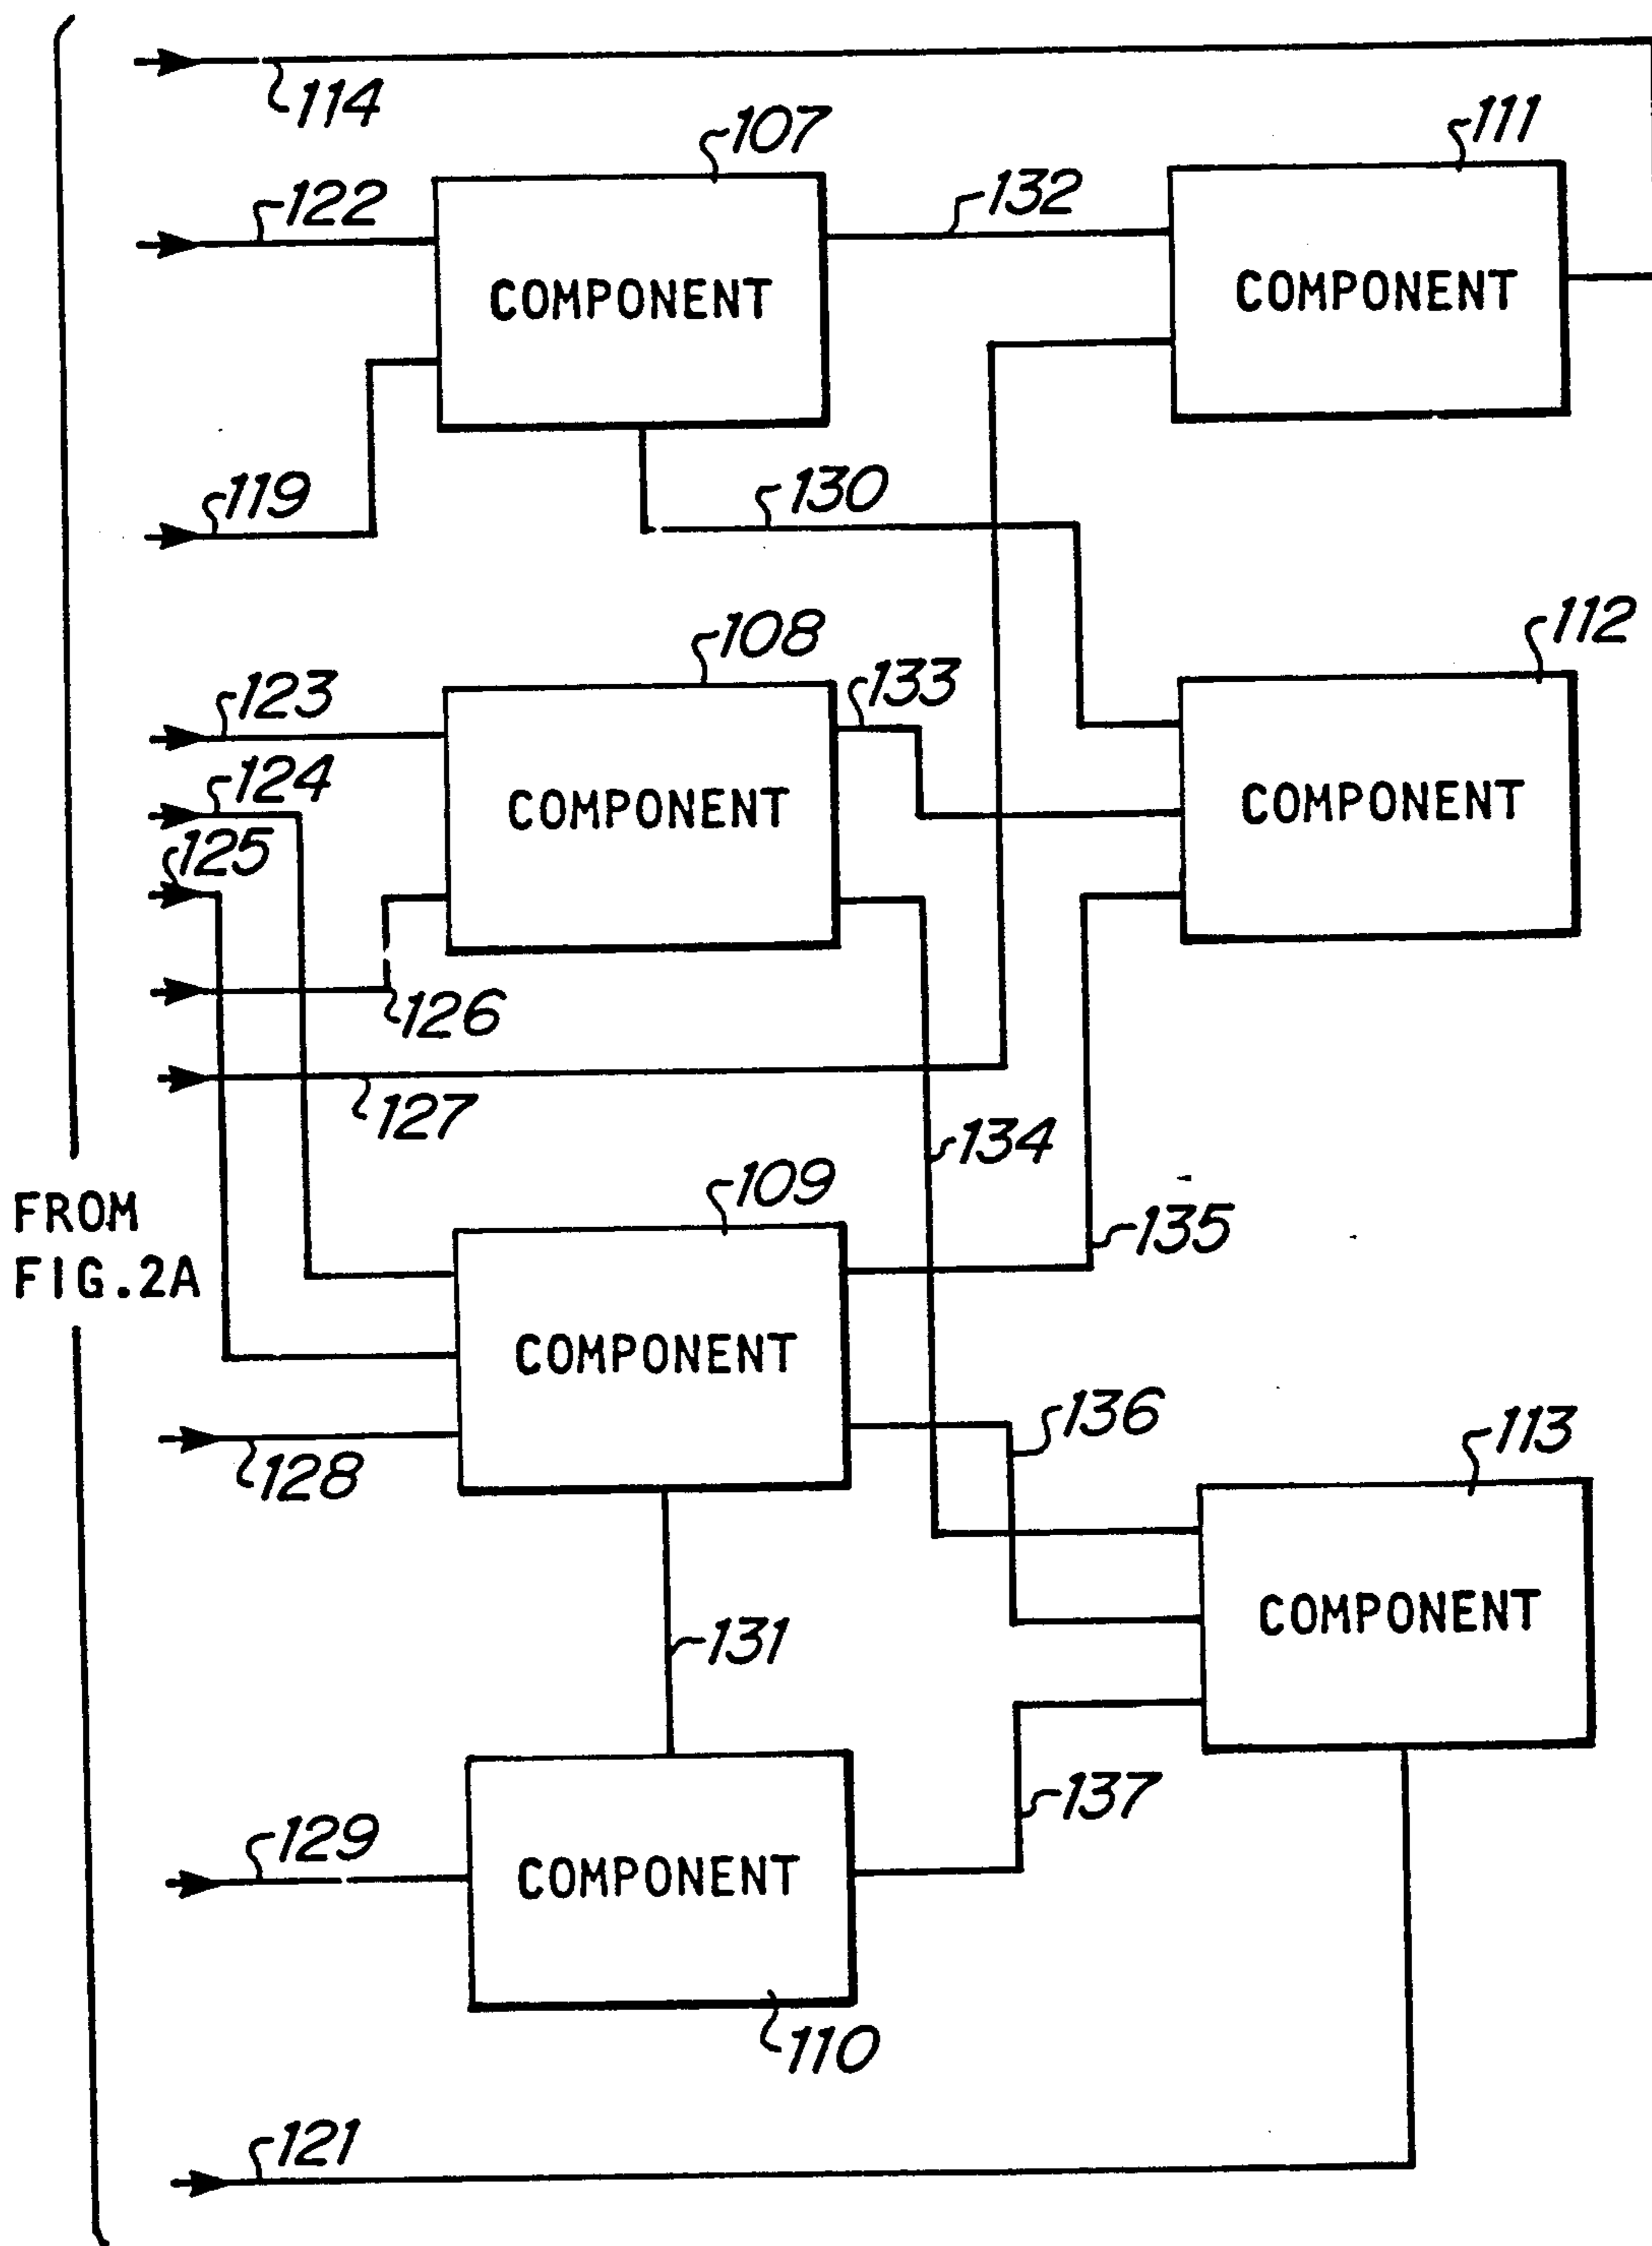 114
107
111
122
132
COMPONENT
COMPONENT
119
130
108
112
123
133
124
COMPONENT
COMPONENT
125
126
127
134
109
FROM
FIG.2A
135
COMPONENT
136
113
128
COMPONENT
131
137
129
COMPONENT
110
121